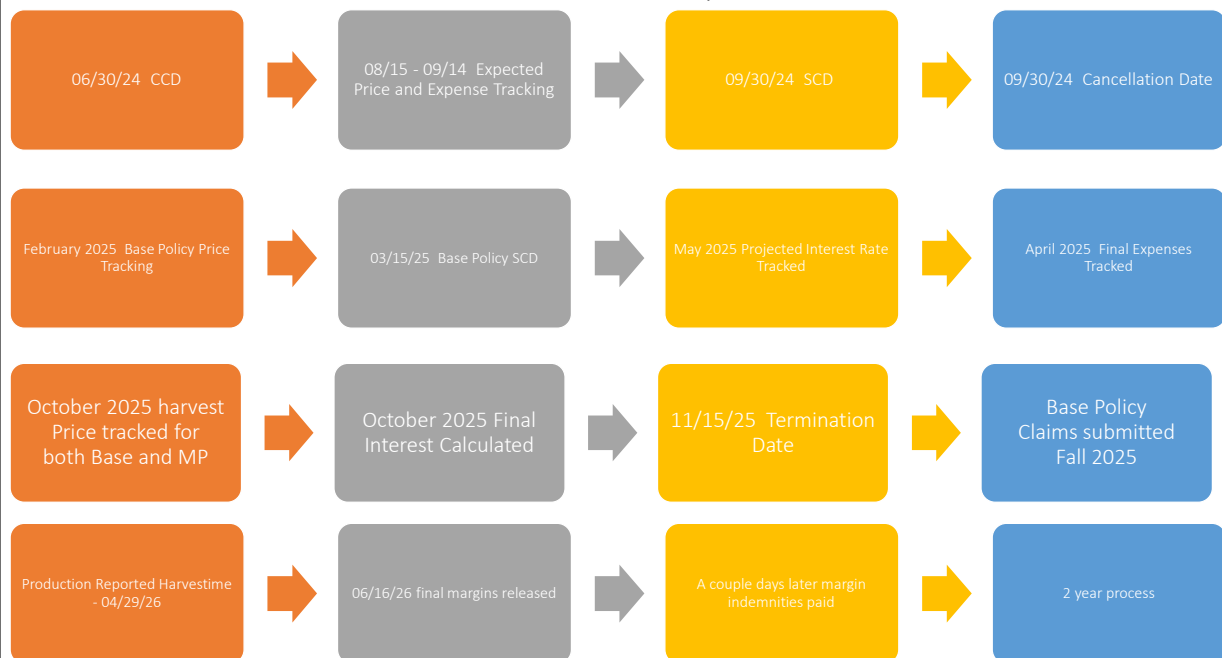 06/30/24  CCD
08/15 - 09/14  Expected
Price and Expense Tracking
09/30/24  SCD
09/30/24  Cancellation Date
February 2025  Base Policy Price
Tracking
03/15/25  Base Policy SCD
May 2025 Projected Interest Rate
Tracked
April 2025  Final Expenses
Tracked
October 2025 harvest
Price tracked for
both Base and MP
October 2025 Final
Interest Calculated
11/15/25  Termination
Date
Base Policy
Claims submitted
Fall 2025
Production Reported Harvestime
- 04/29/26
06/16/26 final margins released
A couple days later margin
indemnities paid
2 year process